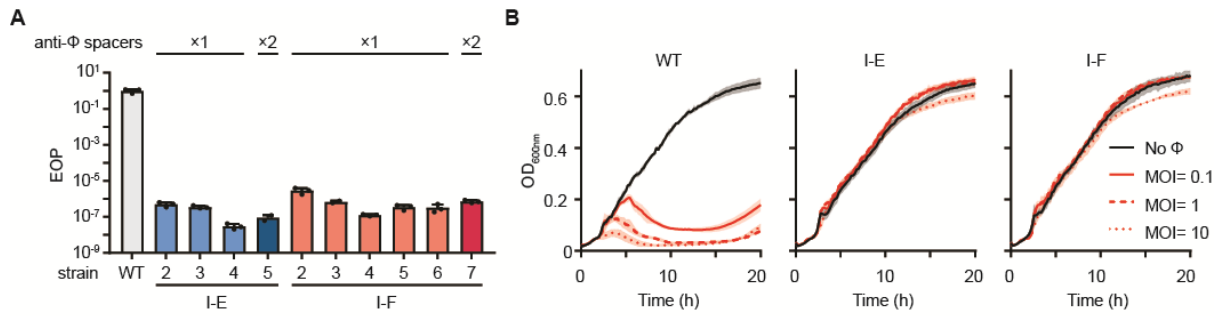 A
anti-Φ spacers ×1 ×2 ×1 ×2
EOP
10¹
10⁻¹
10⁻³
10⁻⁵
10⁻⁷
10⁻⁹
strain WT 2 3 4 5 2 3 4 5 6 7
I-E I-F
B
WT I-E I-F
OD600nm
0.6
0.4
0.2
0
0 10 20 0 10 20 0 10 20
Time (h) Time (h) Time (h)
No Φ
MOI= 0.1
MOI= 1
MOI= 10